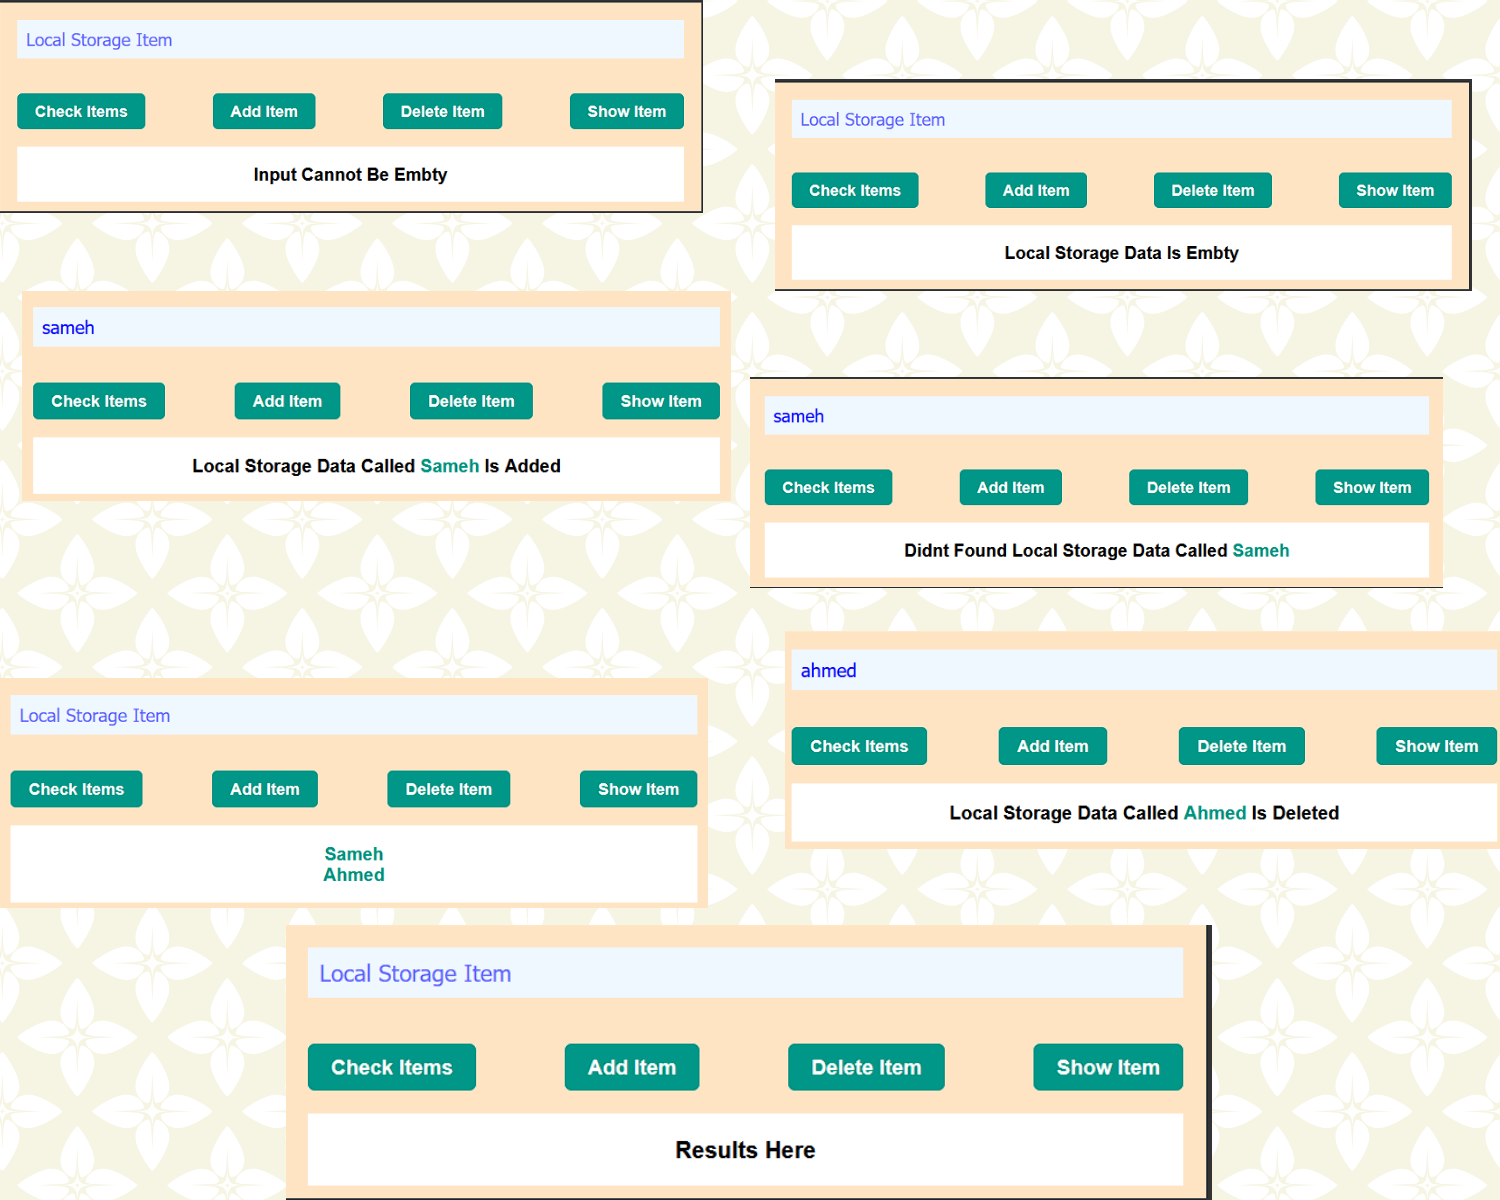 Local Storage Item
Check Items Add Item Delete Item Show Item
Input Cannot Be Embty
Local Storage Item
Check Items Add Item Delete Item Show Item
Local Storage Data Is Embty
sameh
Check Items Add Item Delete Item Show Item
Local Storage Data Called Sameh Is Added
sameh
Check Items Add Item Delete Item Show Item
Didnt Found Local Storage Data Called Sameh
Local Storage Item
Check Items Add Item Delete Item Show Item
Sameh
Ahmed
ahmed
Check Items Add Item Delete Item Show Item
Local Storage Data Called Ahmed Is Deleted
Local Storage Item
Check Items Add Item Delete Item Show Item
Results Here